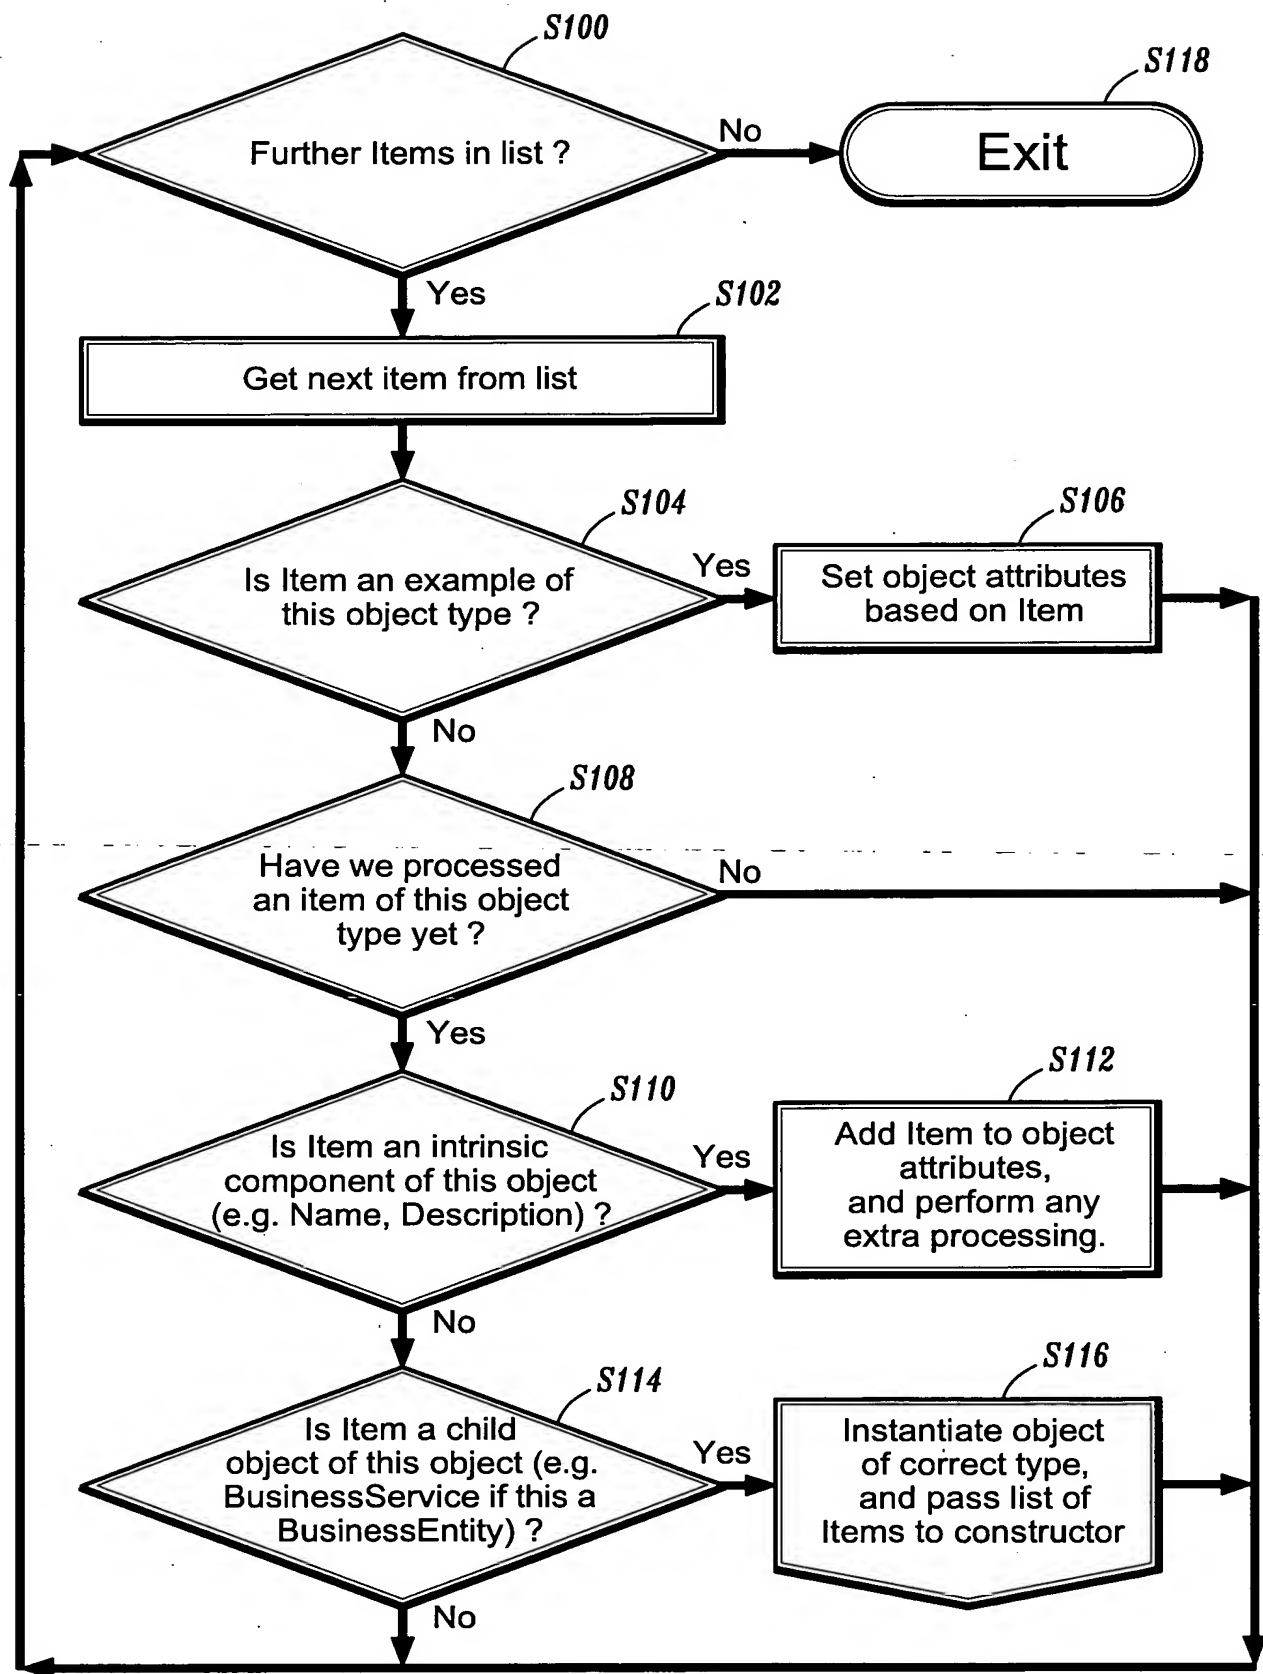 S100
S118
Further Items in list ?
No
Exit
Yes
S102
Get next item from list
S104
S106
Is Item an example of
this object type ?
Yes
Set object attributes
based on Item
No
S108
Have we processed
an item of this object
type yet ?
No
Yes
S110
S112
Is Item an intrinsic
component of this object
(e.g. Name, Description) ?
Yes
Add Item to object
attributes,
and perform any
extra processing.
No
S114
S116
Is Item a child
object of this object (e.g.
BusinessService if this a
BusinessEntity) ?
Yes
Instantiate object
of correct type,
and pass list of
Items to constructor
No